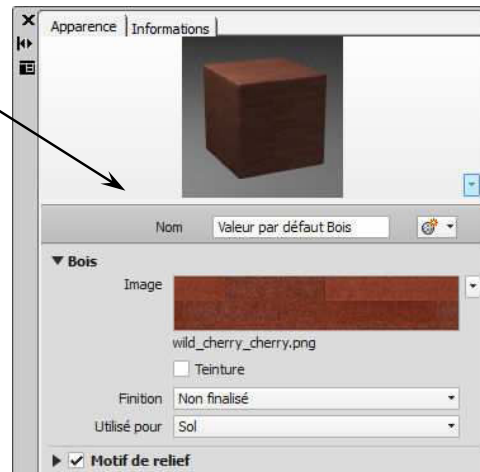 Apparence
Informations
Nom
Valeur par défaut Bois
Bois
Image
wild_cherry_cherry.png
Teinture
Finition
Non finalisé
Utilisé pour
Sol
Motif de relief